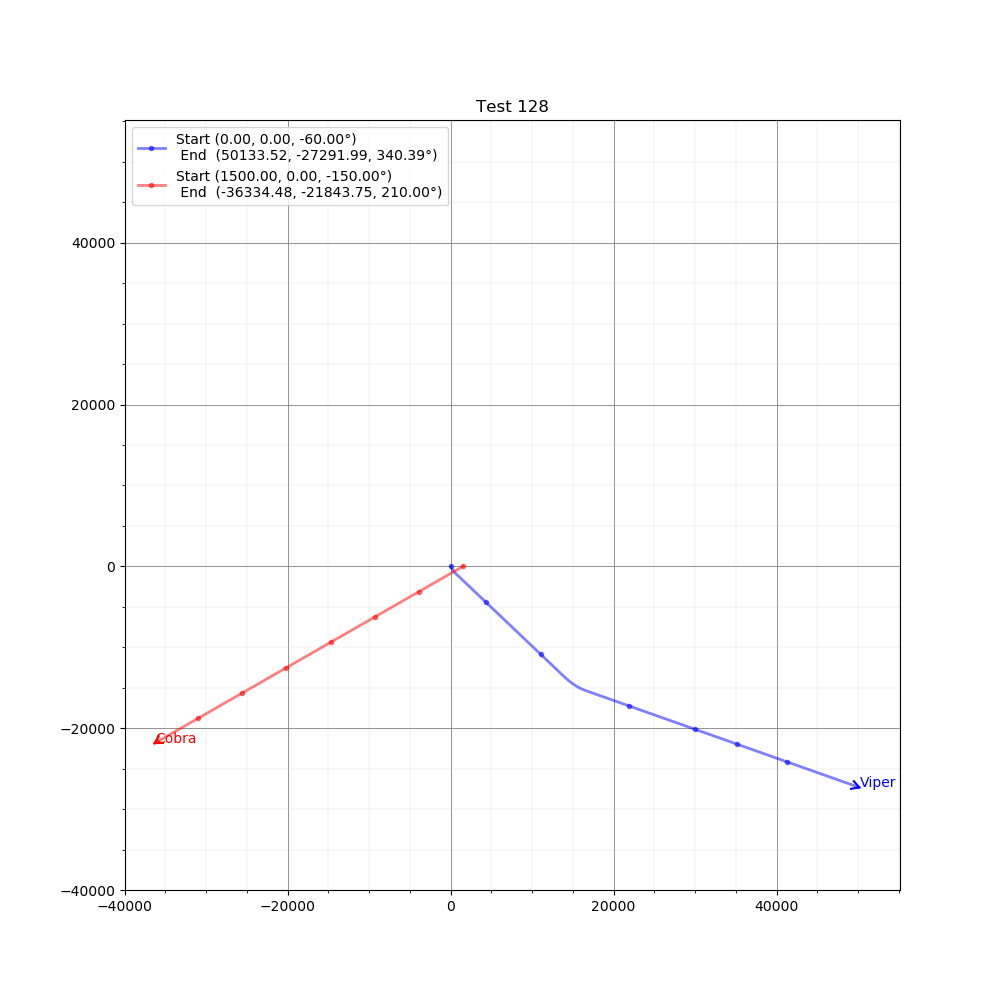 Test 128
Start (0.00, 0.00, -60.00°)
End (50133.52, -27291.99, 340.39°)
Start (1500.00, 0.00, -150.00°)
End (-36334.48, -21843.75, 210.00°)
40000
20000
0
−20000
−40000
Cobra
Viper
−40000
−20000
0
20000
40000